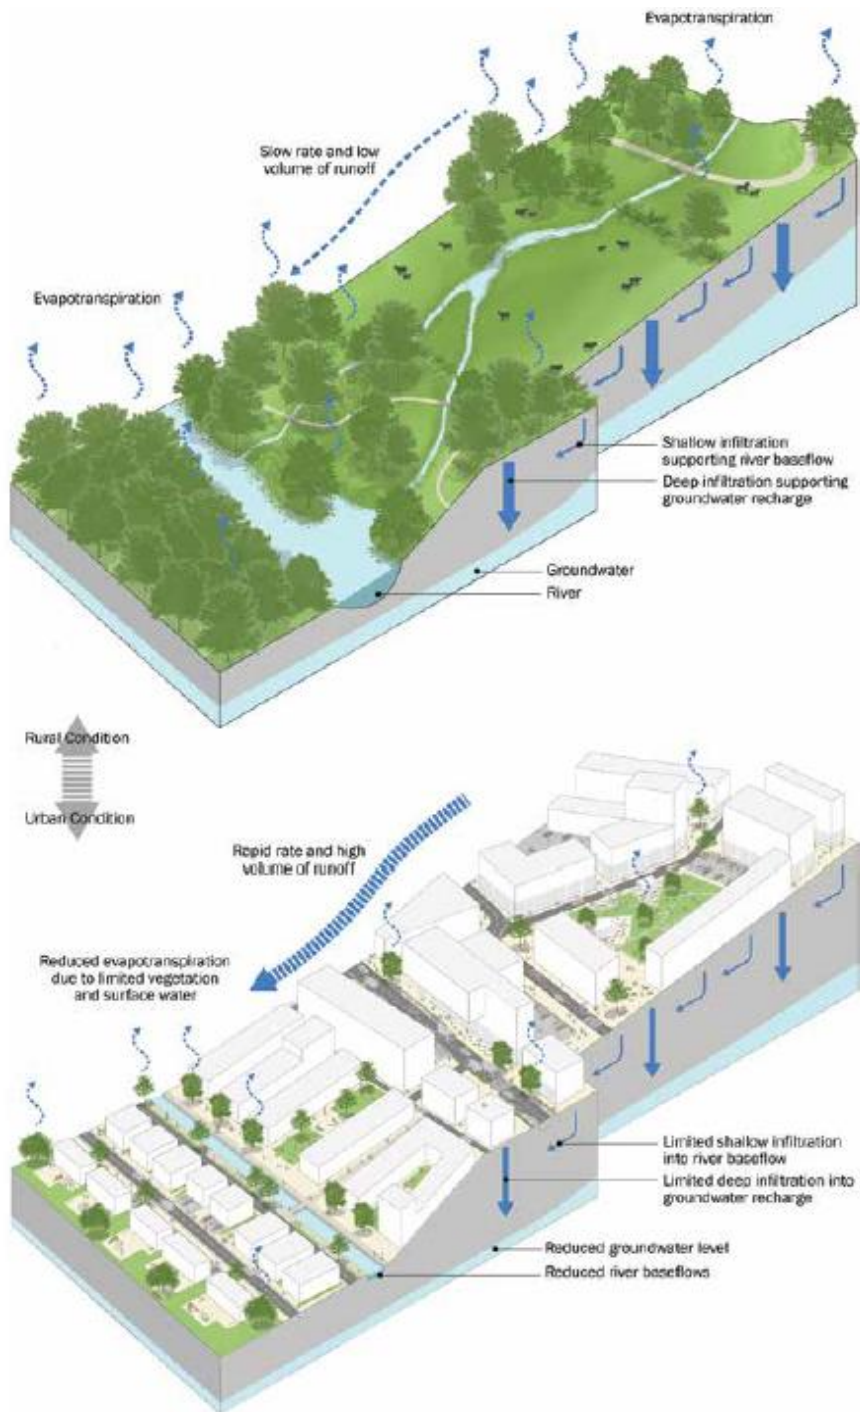 Evapotranspiration
Slow rate and low
volume of runoff
Evapotranspiration
Shallow infiltration
supporting river baseflow
Deep infiltration supporting
groundwater recharge
Groundwater
River
Rural Condition
Urban Condition
Rapid rate and high
volume of runoff
Reduced evapotranspiration
due to limited vegetation
and surface water
Limited shallow infiltration
into river baseflow
Limited deep infiltration into
groundwater recharge
Reduced groundwater level
Reduced river baseflows